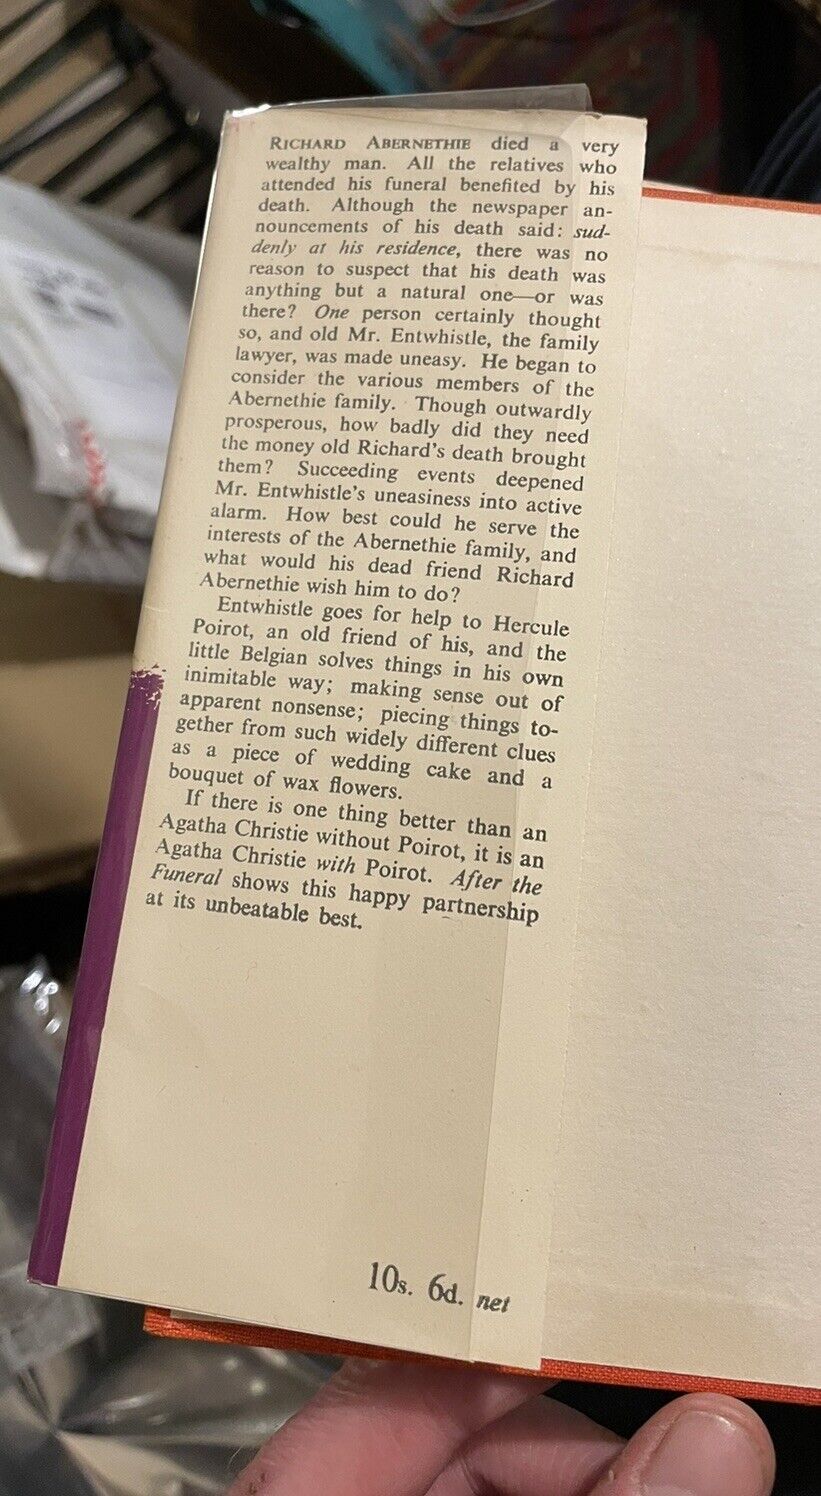 RICHARD ABERNETHIE died a very
wealthy man. All the relatives who
attended his funeral benefited by his
death. Although the newspaper an-
nouncements of his death said: sud-
denly at his residence, there was no
reason to suspect that his death was
anything but a natural one—or was
there? One person certainly thought
so, and old Mr. Entwhistle, the family
lawyer, was made uneasy. He began to
consider the various members of the
Abernethie family. Though outwardly
prosperous, how badly did they need
the money old Richard's death brought
them? Succeeding events deepened
Mr. Entwhistle's uneasiness into active
alarm. How best could he serve the
interests of the Abernethie family, and
what would his dead friend Richard
Abernethie wish him to do?
Entwhistle goes for help to Hercule
Poirot, an old friend of his, and the
little Belgian solves things in his own
inimitable way; making sense out of
apparent nonsense; piecing things to-
gether from such widely different clues
as a piece of wedding cake and a
bouquet of wax flowers.
If there is one thing better than an
Agatha Christie without Poirot, it is an
Agatha Christie with Poirot. After the
Funeral shows this happy partnership
at its unbeatable best.
10s. 6d. net